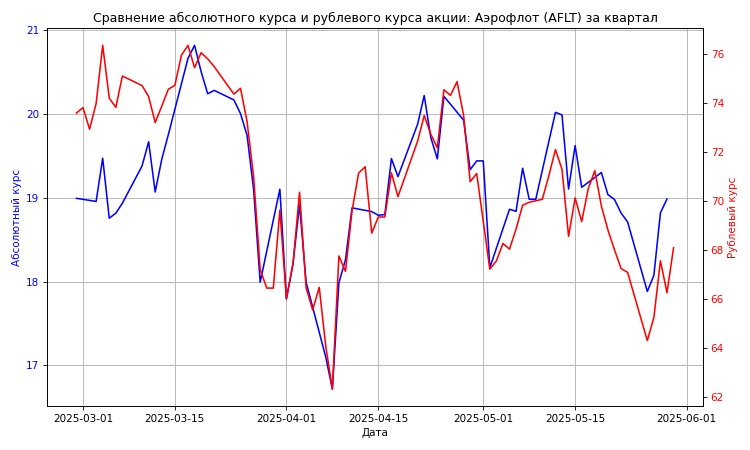 Сравнение абсолютного курса и рублевого курса акции: Аэрофлот (AFLT) за квартал
21
20
19
18
17
Абсолютный курс
76
74
72
70
68
66
64
62
Рублевый курс
2025-03-01 2025-03-15 2025-04-01 2025-04-15 2025-05-01 2025-05-15 2025-06-01
Дата